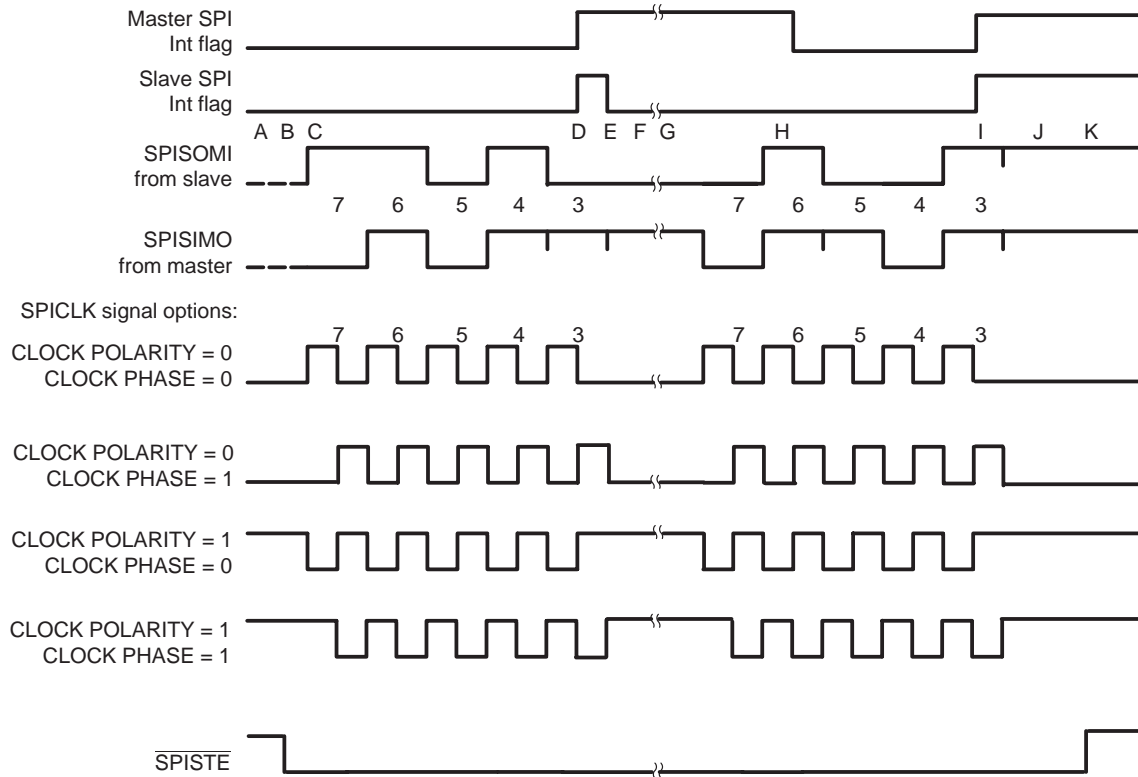 Master SPI
Int flag
Slave SPI
Int flag
A B C D E F G H I J K
SPISOMI
from slave
7 6 5 4 3 7 6 5 4 3
SPISIMO
from master
SPICLK signal options:
7 6 5 4 3 7 6 5 4 3
CLOCK POLARITY = 0
CLOCK PHASE = 0
CLOCK POLARITY = 0
CLOCK PHASE = 1
CLOCK POLARITY = 1
CLOCK PHASE = 0
CLOCK POLARITY = 1
CLOCK PHASE = 1
SPISTE